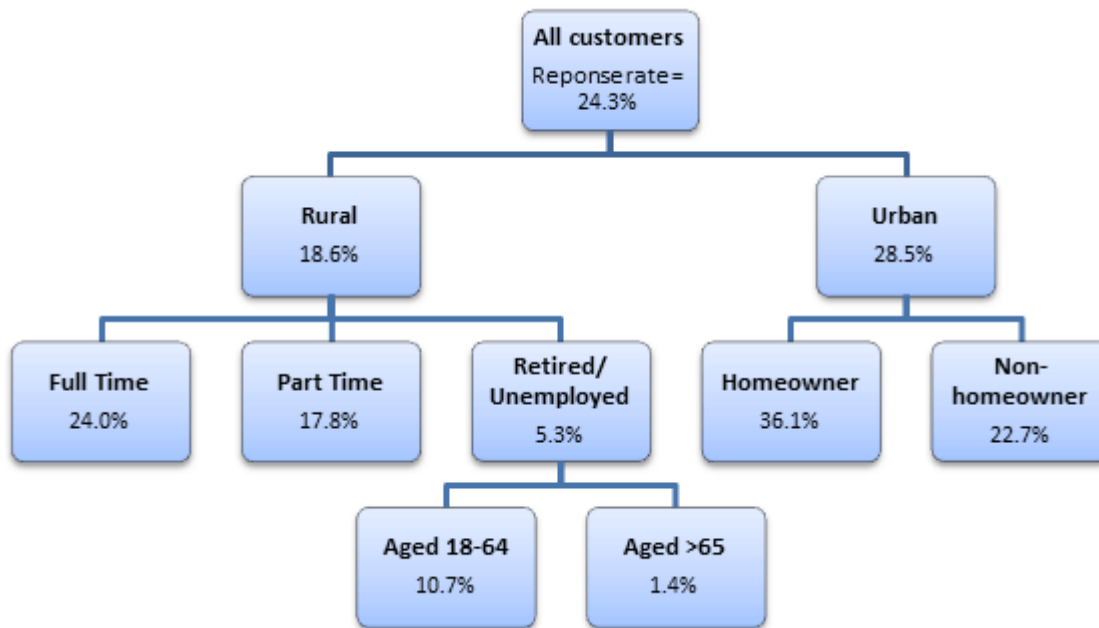 All customers
Reponserate=
24.3%
Rural
18.6%
Urban
28.5%
Full Time
24.0%
Part Time
17.8%
Retired/
Unemployed
5.3%
Homeowner
36.1%
Non-
homeowner
22.7%
Aged 18-64
10.7%
Aged >65
1.4%